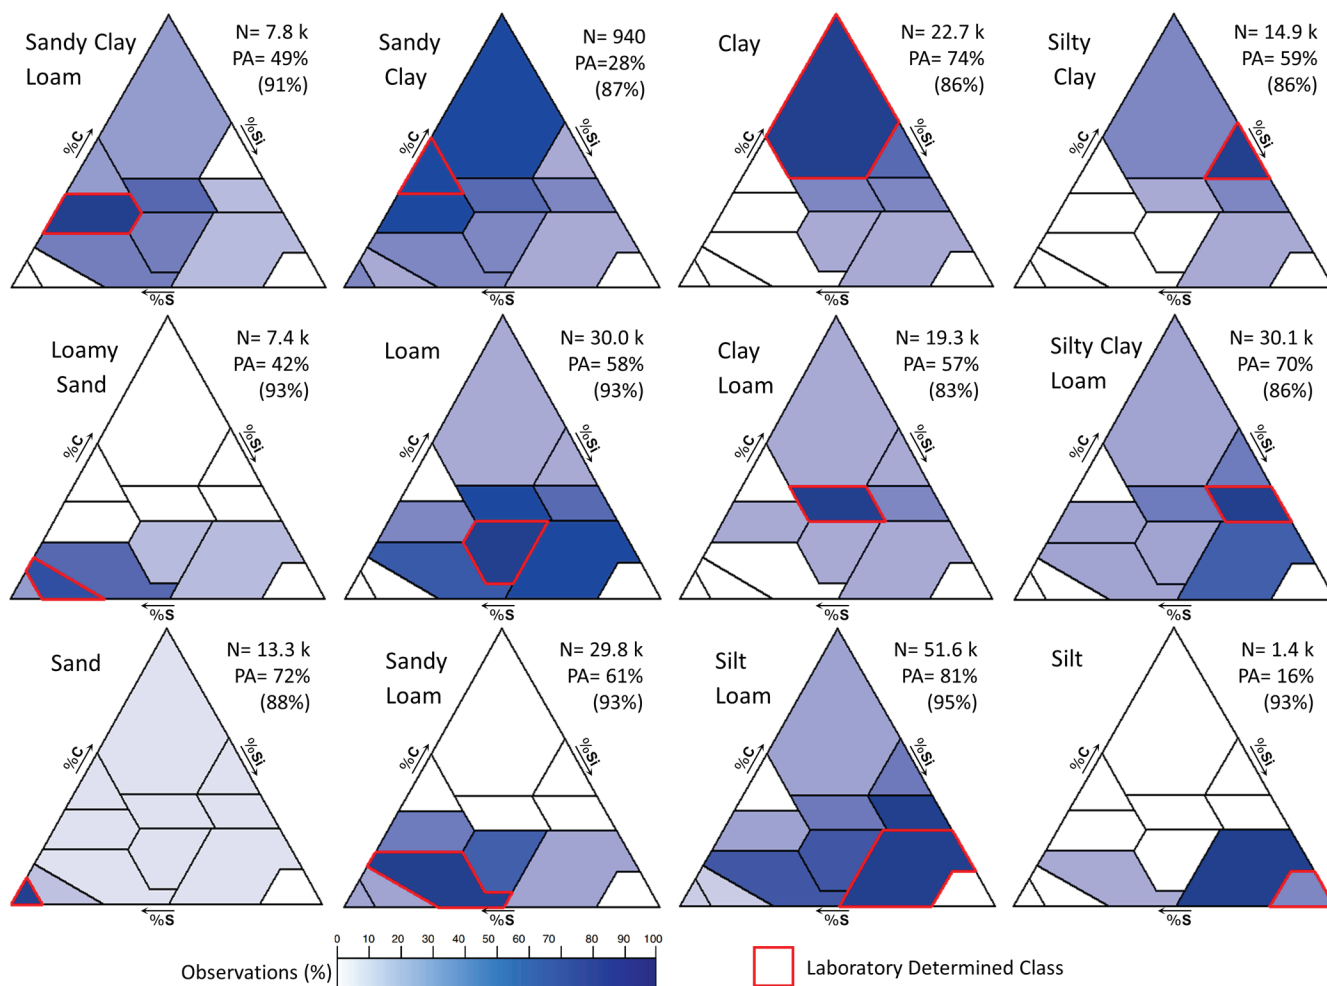 Sandy Clay
Loam
N= 7.8 k
PA= 49%
(91%)
%C
%Si
%S
Sandy
Clay
N= 940
PA=28%
(87%)
%C
%Si
%S
Clay
N= 22.7 k
PA= 74%
(86%)
%C
%Si
%S
Silty
Clay
N= 14.9 k
PA= 59%
(86%)
%C
%Si
%S
Loamy
Sand
N= 7.4 k
PA= 42%
(93%)
%C
%Si
%S
Loam
N= 30.0 k
PA= 58%
(93%)
%C
%Si
%S
Clay
Loam
N= 19.3 k
PA= 57%
(83%)
%C
%Si
%S
Silty Clay
Loam
N= 30.1 k
PA= 70%
(86%)
%C
%Si
%S
Sand
N= 13.3 k
PA= 72%
(88%)
%C
%Si
%S
Sandy
Loam
N= 29.8 k
PA= 61%
(93%)
%C
%Si
%S
Silt
Loam
N= 51.6 k
PA= 81%
(95%)
%C
%Si
%S
Silt
N= 1.4 k
PA= 16%
(93%)
%C
%Si
%S
0 10 20 30 40 50 60 70 80 90 100
Observations (%)
Laboratory Determined Class